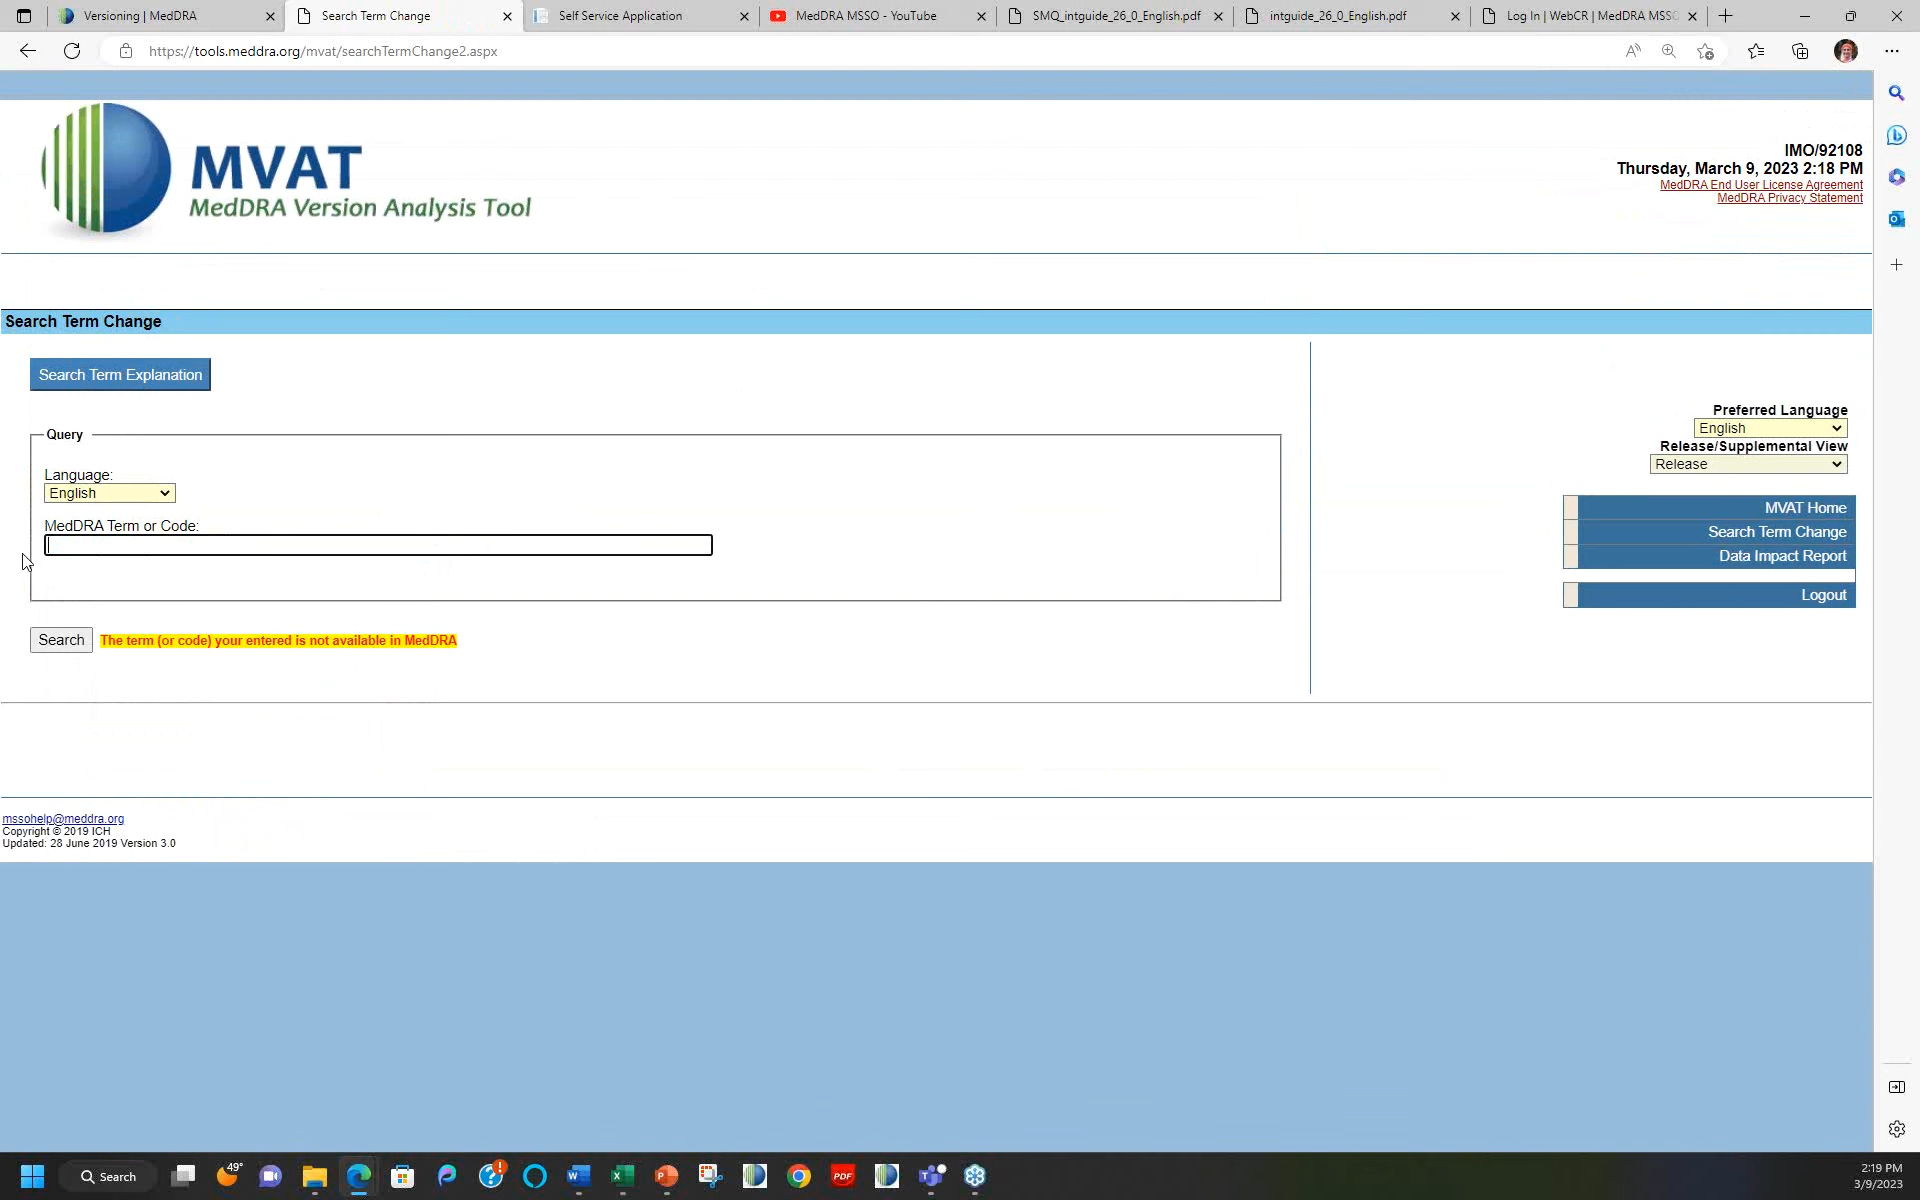 Versioning | MedDRA
Search Term Change
Self Service Application
MedDRA MSSO - YouTube
SMQ_intguide_26_0_English.pdf
intguide_26_0_English.pdf
Log In | WebCR | MedDRA MSSO
https://tools.meddra.org/mvat/searchTermChange2.aspx
MVAT
MedDRA Version Analysis Tool
IMO/92108
Thursday, March 9, 2023 2:18 PM
MedDRA End User License Agreement
MedDRA Privacy Statement
Search Term Change
Search Term Explanation
Query
Language:
English
MedDRA Term or Code:
Search The term (or code) your entered is not available in MedDRA
Preferred Language
English
Release/Supplemental View
Release
MVAT Home
Search Term Change
Data Impact Report
Logout
mssohelp@meddra.org
Copyright © 2019 ICH
Updated: 28 June 2019 Version 3.0
Search
49°
PDF
2:19 PM
3/9/2023